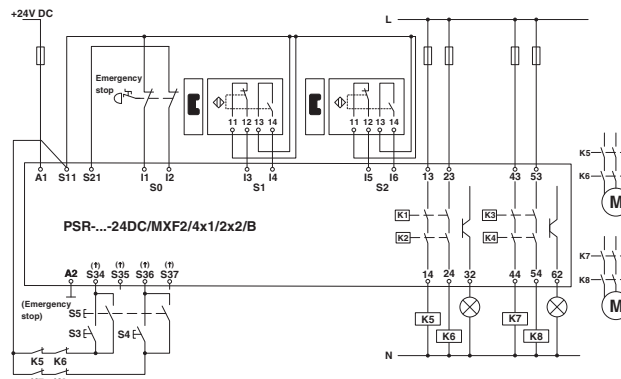 +24V DC
L
Emergency
stop
11 12 13 14
11 12 13 14
K5
K6
A1 S11 S21 I1 I2 I3 I4 I5 I6 13 23 43 53
S0 S1 S2
M
K1 K3
PSR-...-24DC/MXF2/4x1/2x2/B
K2 K4
K7
K8
A2 S34 S35 S36 S37 14 24 32 44 54 62
(Emergency
stop)
M
S5
S3 S4
K5 K7
K6 K8
K5 K6
N